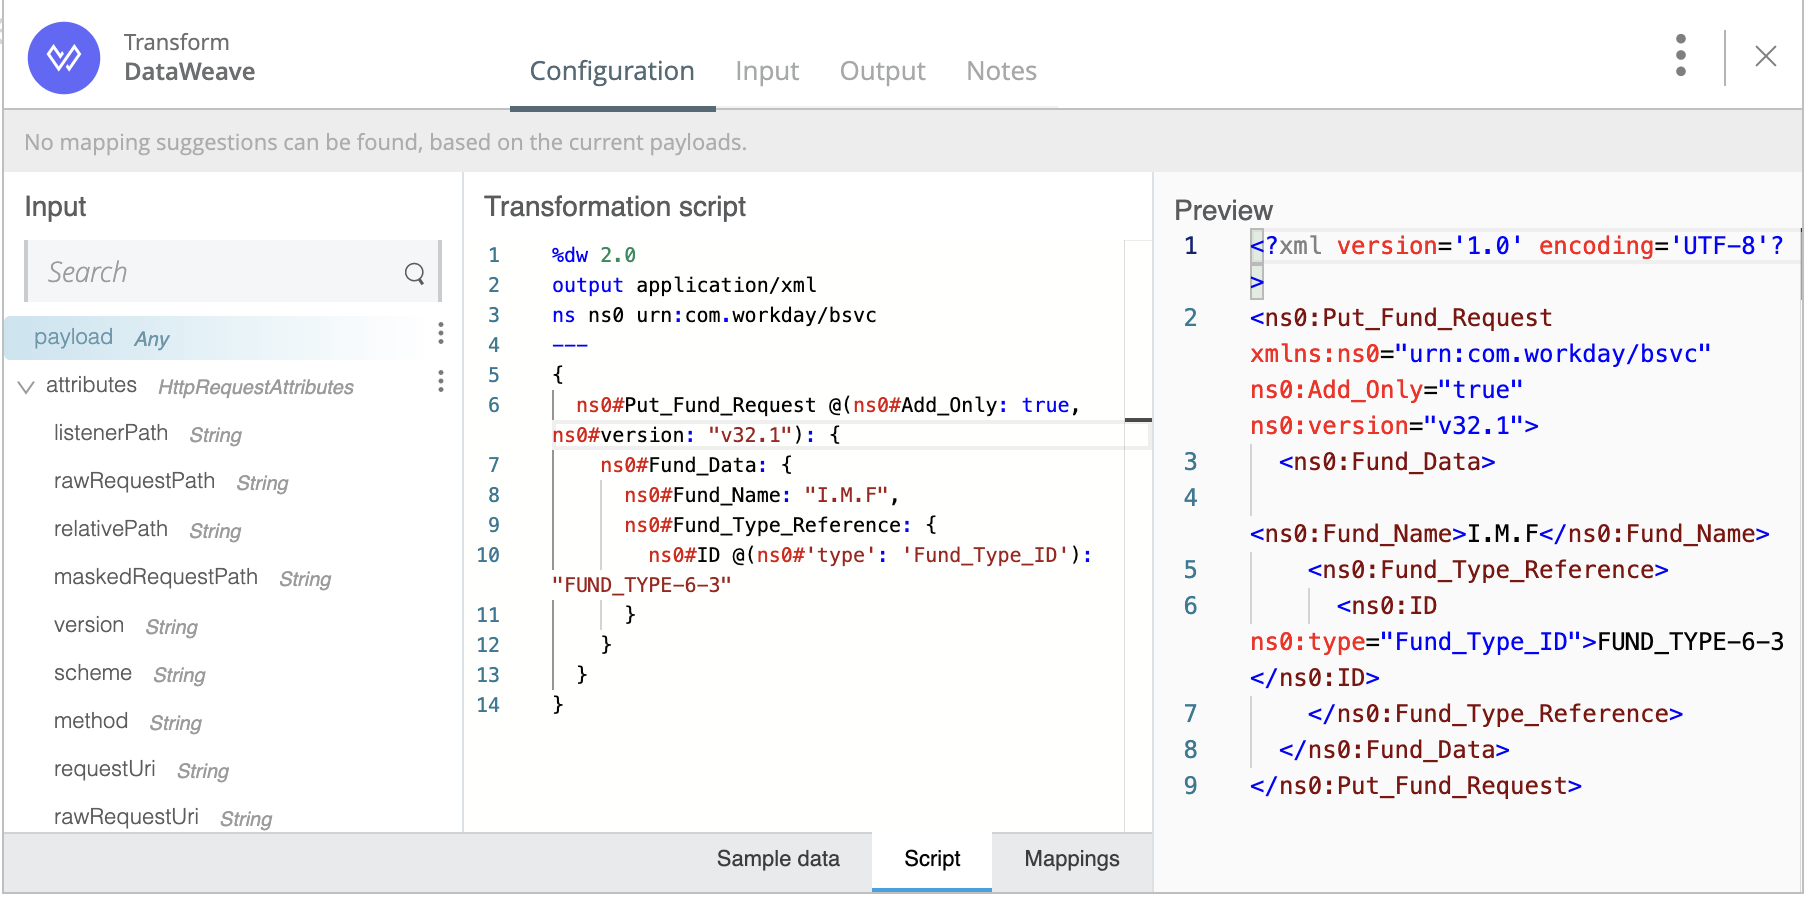 Transform
DataWeave
Configuration Input Output Notes
No mapping suggestions can be found, based on the current payloads.
Input
Search
payload Any
attributes HttpRequestAttributes
listenerPath String
rawRequestPath String
relativePath String
maskedRequestPath String
version String
scheme String
method String
requestUri String
rawRequestUri String
Transformation script
1 %dw 2.0
2 output application/xml
3 ns ns0 urn:com.workday/bsvc
4 ---
5 {
6 ns0#Put_Fund_Request @(ns0#Add_Only: true,
ns0#version: "v32.1"): {
7 ns0#Fund_Data: {
8 ns0#Fund_Name: "I.M.F",
9 ns0#Fund_Type_Reference: {
10 ns0#ID @(ns0#'type': 'Fund_Type_ID'):
"FUND_TYPE-6-3"
11 }
12 }
13 }
14 }
Sample data Script Mappings
Preview
1 <?xml version='1.0' encoding='UTF-8'?
>
2 <ns0:Put_Fund_Request
xmlns:ns0="urn:com.workday/bsvc"
ns0:Add_Only="true"
ns0:version="v32.1">
3 <ns0:Fund_Data>
4
<ns0:Fund_Name>I.M.F</ns0:Fund_Name>
5 <ns0:Fund_Type_Reference>
6 <ns0:ID
ns0:type="Fund_Type_ID">FUND_TYPE-6-3
</ns0:ID>
7 </ns0:Fund_Type_Reference>
8 </ns0:Fund_Data>
9 </ns0:Put_Fund_Request>